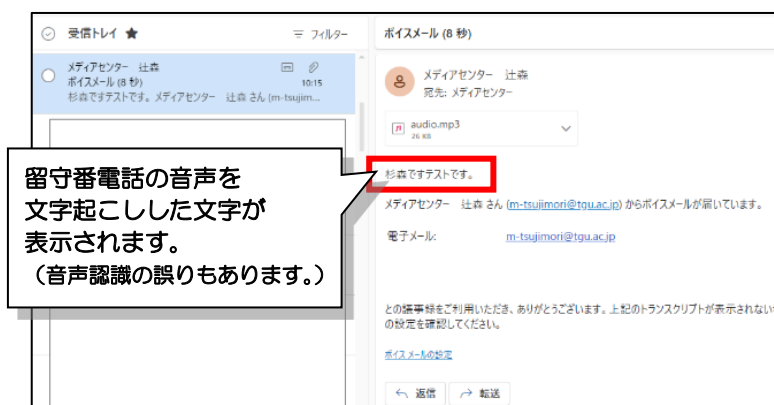 受信トレイ ★
フィルター
メディアセンター 辻森
ボイスメール (8 秒)
10:15
杉森ですテストです。メディアセンター 辻森 さん (m-tsujim...
留守番電話の音声を
文字起こしした文字が
表示されます。
（音声認識の誤りもあります。）
ボイスメール (8 秒)
メディアセンター 辻森
宛先: メディアセンター
audio.mp3
26 KB
杉森ですテストです。
メディアセンター 辻森 さん (m-tsujimori@tgu.ac.jp) からボイスメールが届いています。
電子メール: m-tsujimori@tgu.ac.jp
との議事録をご利用いただき、ありがとうございます。上記のトランスクリプトが表示されない
の設定を確認してください。
ボイス メールの設定
返信
転送